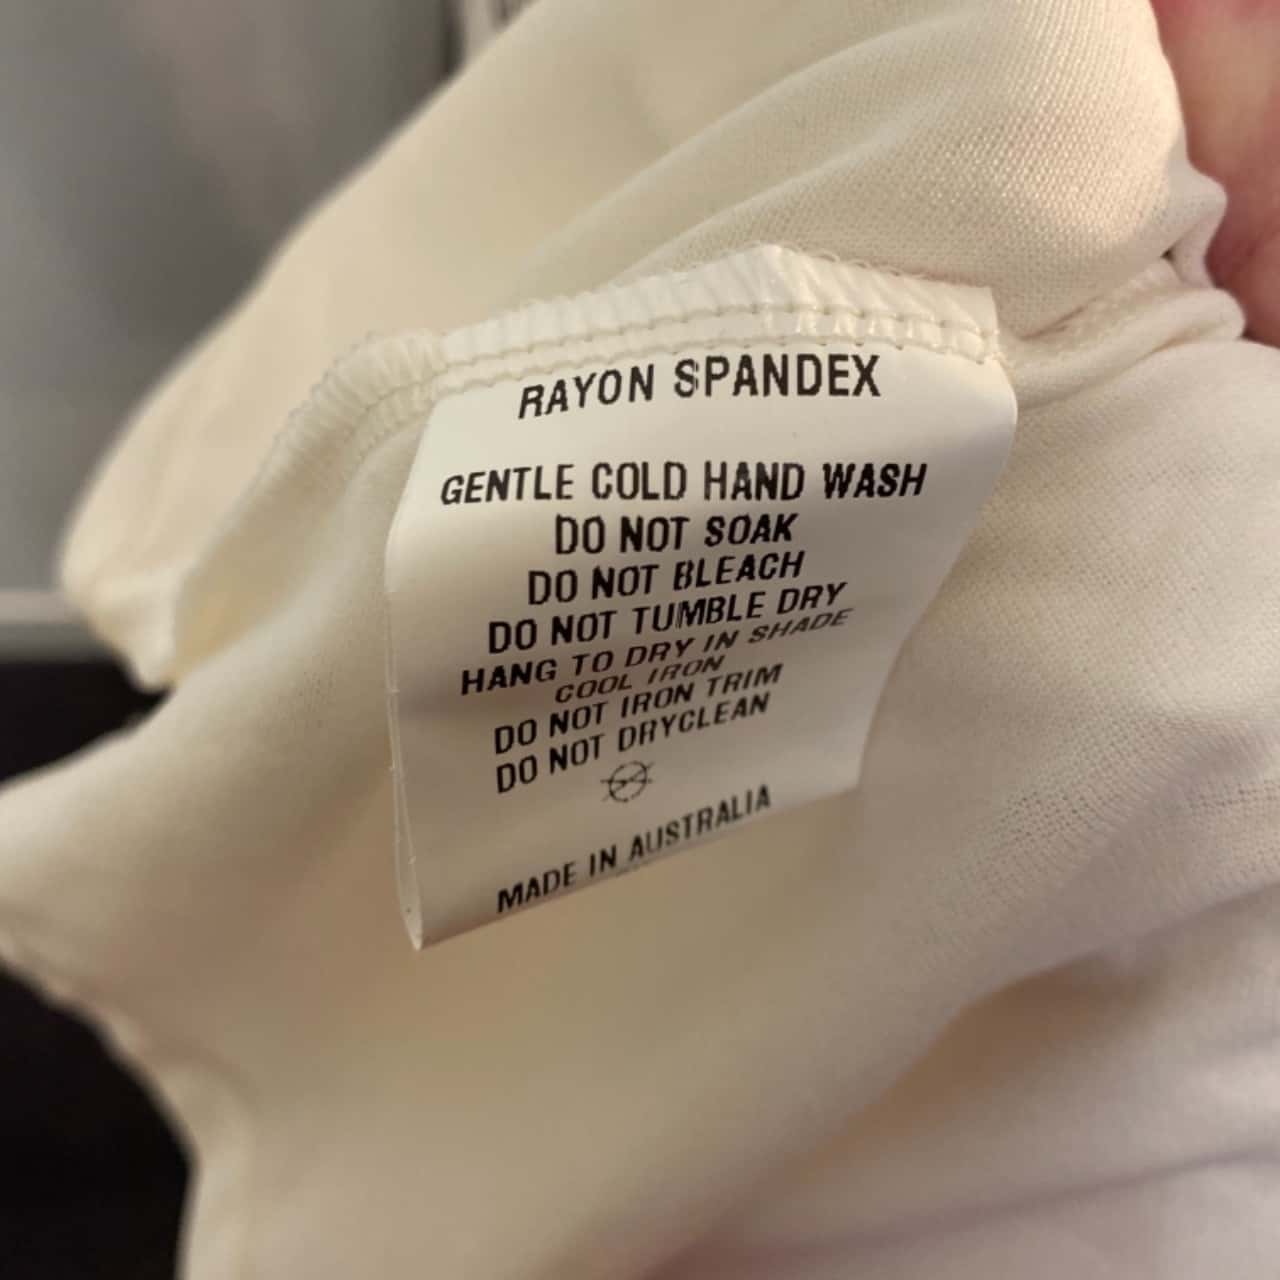 RAYON SPANDEX
GENTLE COLD HAND WASH
DO NOT SOAK
DO NOT BLEACH
DO NOT TUMBLE DRY
HANG TO DRY IN SHADE
COOL IRON
DO NOT IRON TRIM
DO NOT DRYCLEAN
MADE IN AUSTRALIA